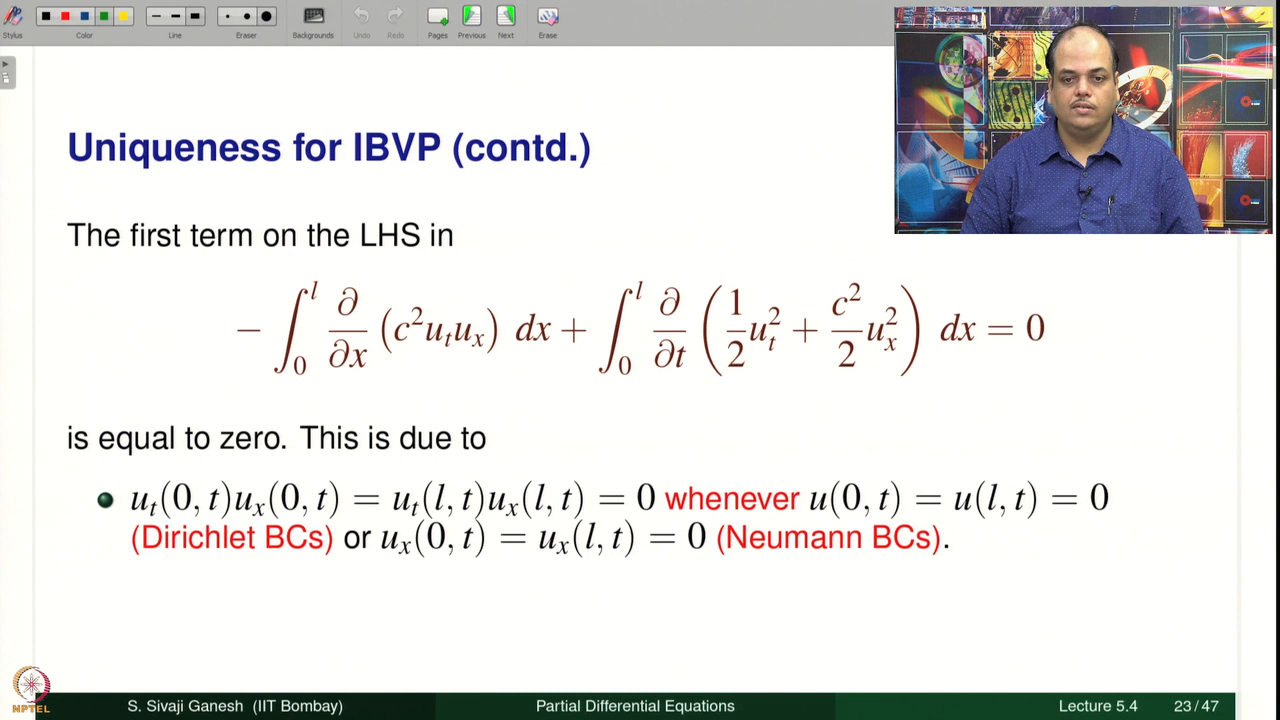 Stylus Color Line Eraser Backgrounds Undo Redo Pages Previous Next Erase
Uniqueness for IBVP (contd.)
The first term on the LHS in
− ∫₀ˡ ∂/∂x (c²uₜuₓ) dx + ∫₀ˡ ∂/∂t (1/2 uₜ² + c²/2 uₓ²) dx = 0
is equal to zero. This is due to
uₜ(0, t)uₓ(0, t) = uₜ(l, t)uₓ(l, t) = 0 whenever u(0, t) = u(l, t) = 0
(Dirichlet BCs) or uₓ(0, t) = uₓ(l, t) = 0 (Neumann BCs).
NPTEL
S. Sivaji Ganesh (IIT Bombay) Partial Differential Equations Lecture 5.4 23/47